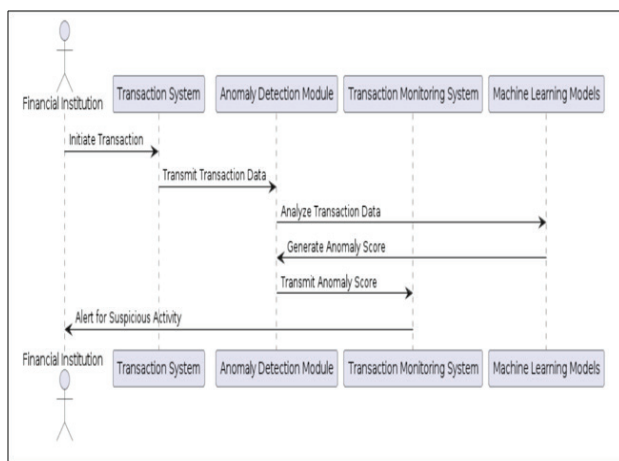 Financial Institution
Transaction System
Anomaly Detection Module
Transaction Monitoring System
Machine Learning Models
Initiate Transaction
Transmit Transaction Data
Analyze Transaction Data
Generate Anomaly Score
Transmit Anomaly Score
Alert for Suspicious Activity
Financial Institution
Transaction System
Anomaly Detection Module
Transaction Monitoring System
Machine Learning Models